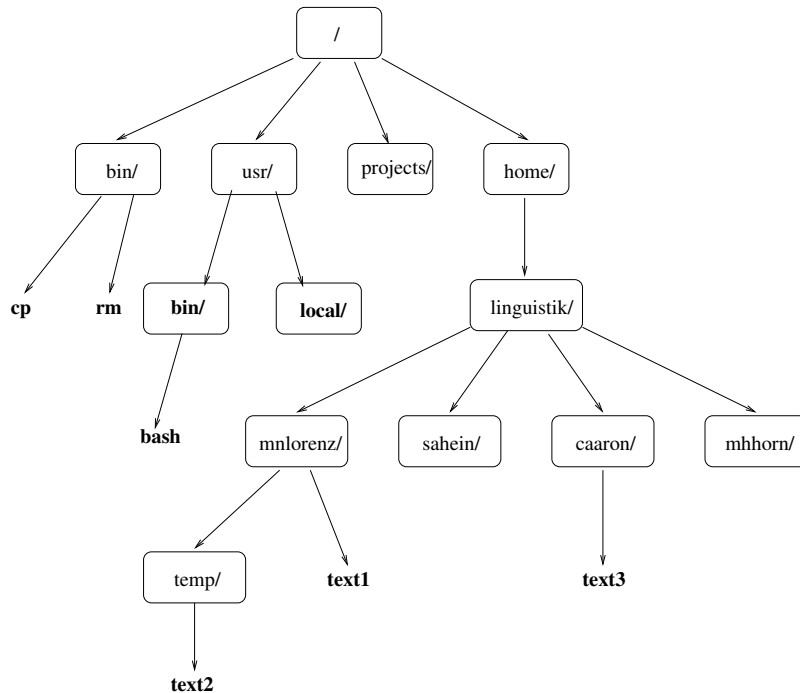 /
bin/
usr/
projects/
home/
cp
rm
bin/
local/
linguistik/
bash
mnlorenz/
sahein/
caaron/
mhhorn/
temp/
text1
text3
text2